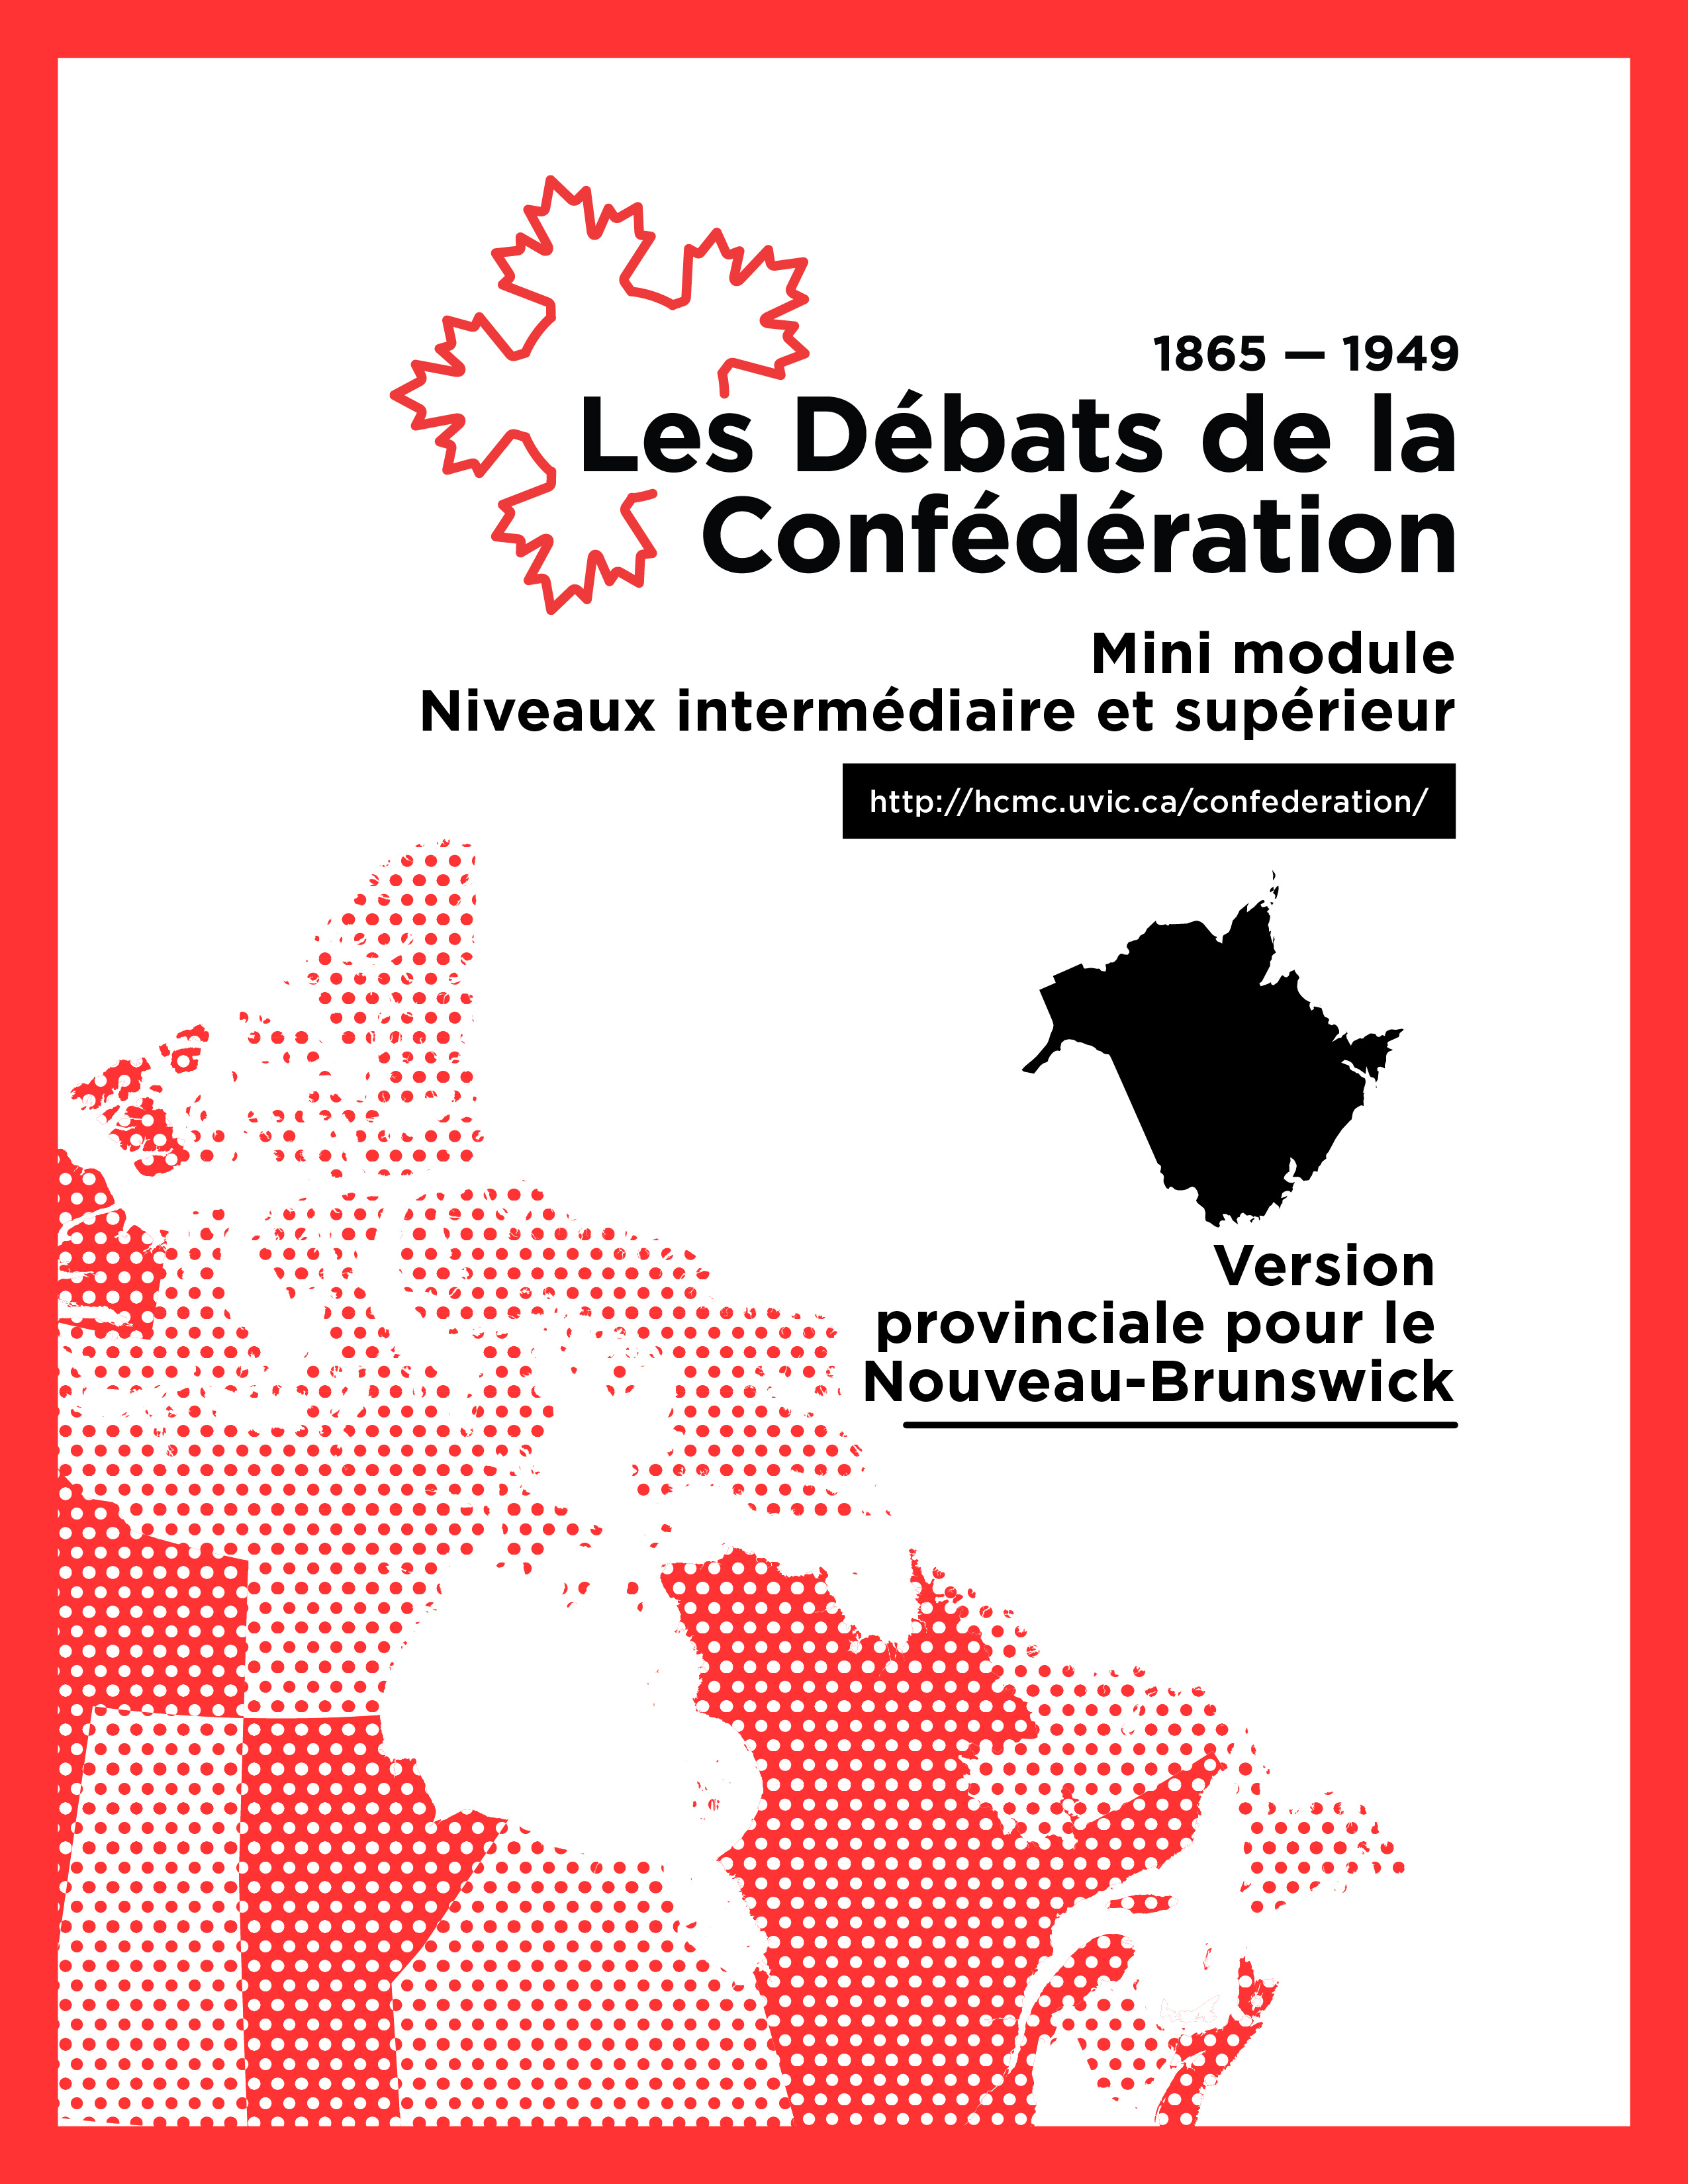 1865 — 1949
Les Débats de la
Confédération
Mini module
Niveaux intermédiaire et supérieur
http://hcmc.uvic.ca/confederation/
Version
provinciale pour le
Nouveau-Brunswick